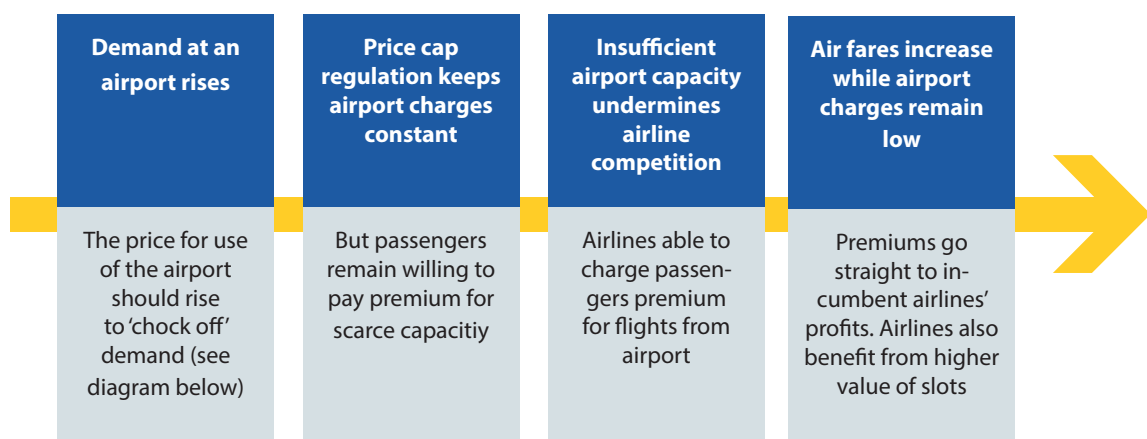 Demand at an
airport rises
The price for use
of the airport
should rise
to ‘chock off’
demand (see
diagram below)
Price cap
regulation keeps
airport charges
constant
But passengers
remain willing to
pay premium for
scarce capacitiy
Insufficient
airport capacity
undermines
airline
competition
Airlines able to
charge passen-
gers premium
for flights from
airport
Air fares increase
while airport
charges remain
low
Premiums go
straight to in-
cumbent airlines’
profits. Airlines also
benefit from higher
value of slots